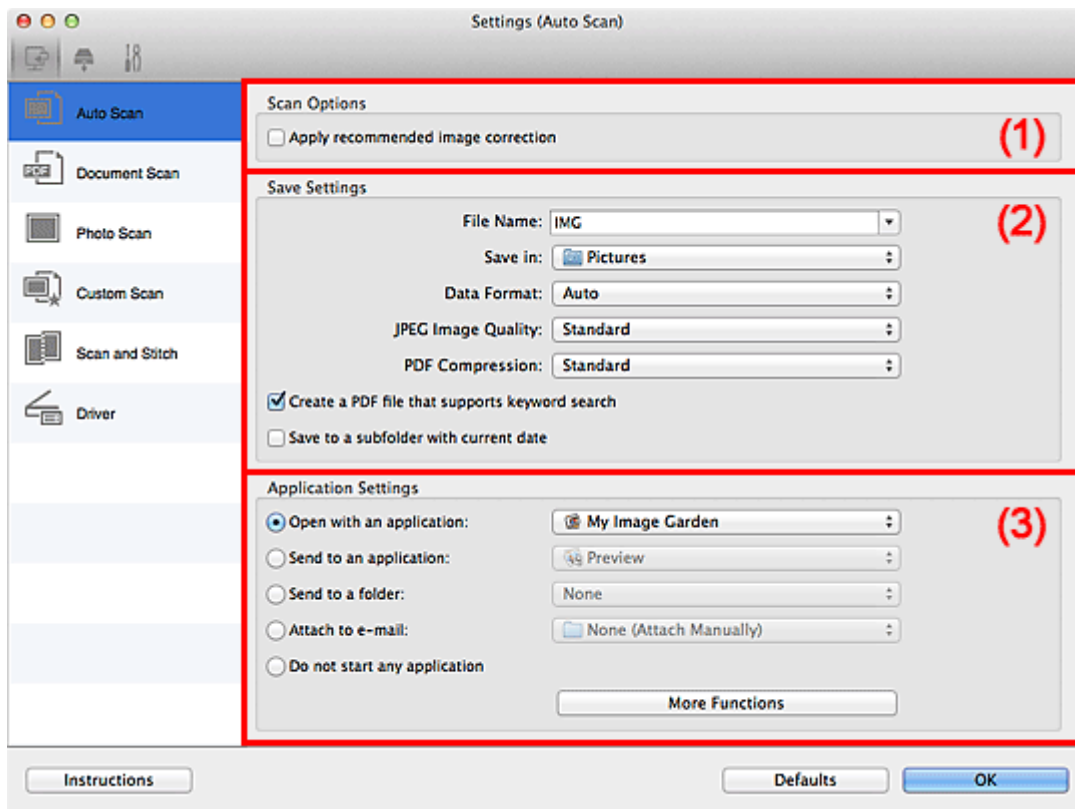 Settings (Auto Scan)
Auto Scan
Document Scan
PDF
Photo Scan
Custom Scan
Scan and Stitch
Driver
Scan Options
Apply recommended image correction
(1)
Save Settings
(2)
File Name: IMG
Save in: Pictures
Data Format: Auto
JPEG Image Quality: Standard
PDF Compression: Standard
Create a PDF file that supports keyword search
Save to a subfolder with current date
Application Settings
(3)
Open with an application: My Image Garden
Send to an application: Preview
Send to a folder: None
Attach to e-mail: None (Attach Manually)
Do not start any application
More Functions
Instructions
Defaults
OK